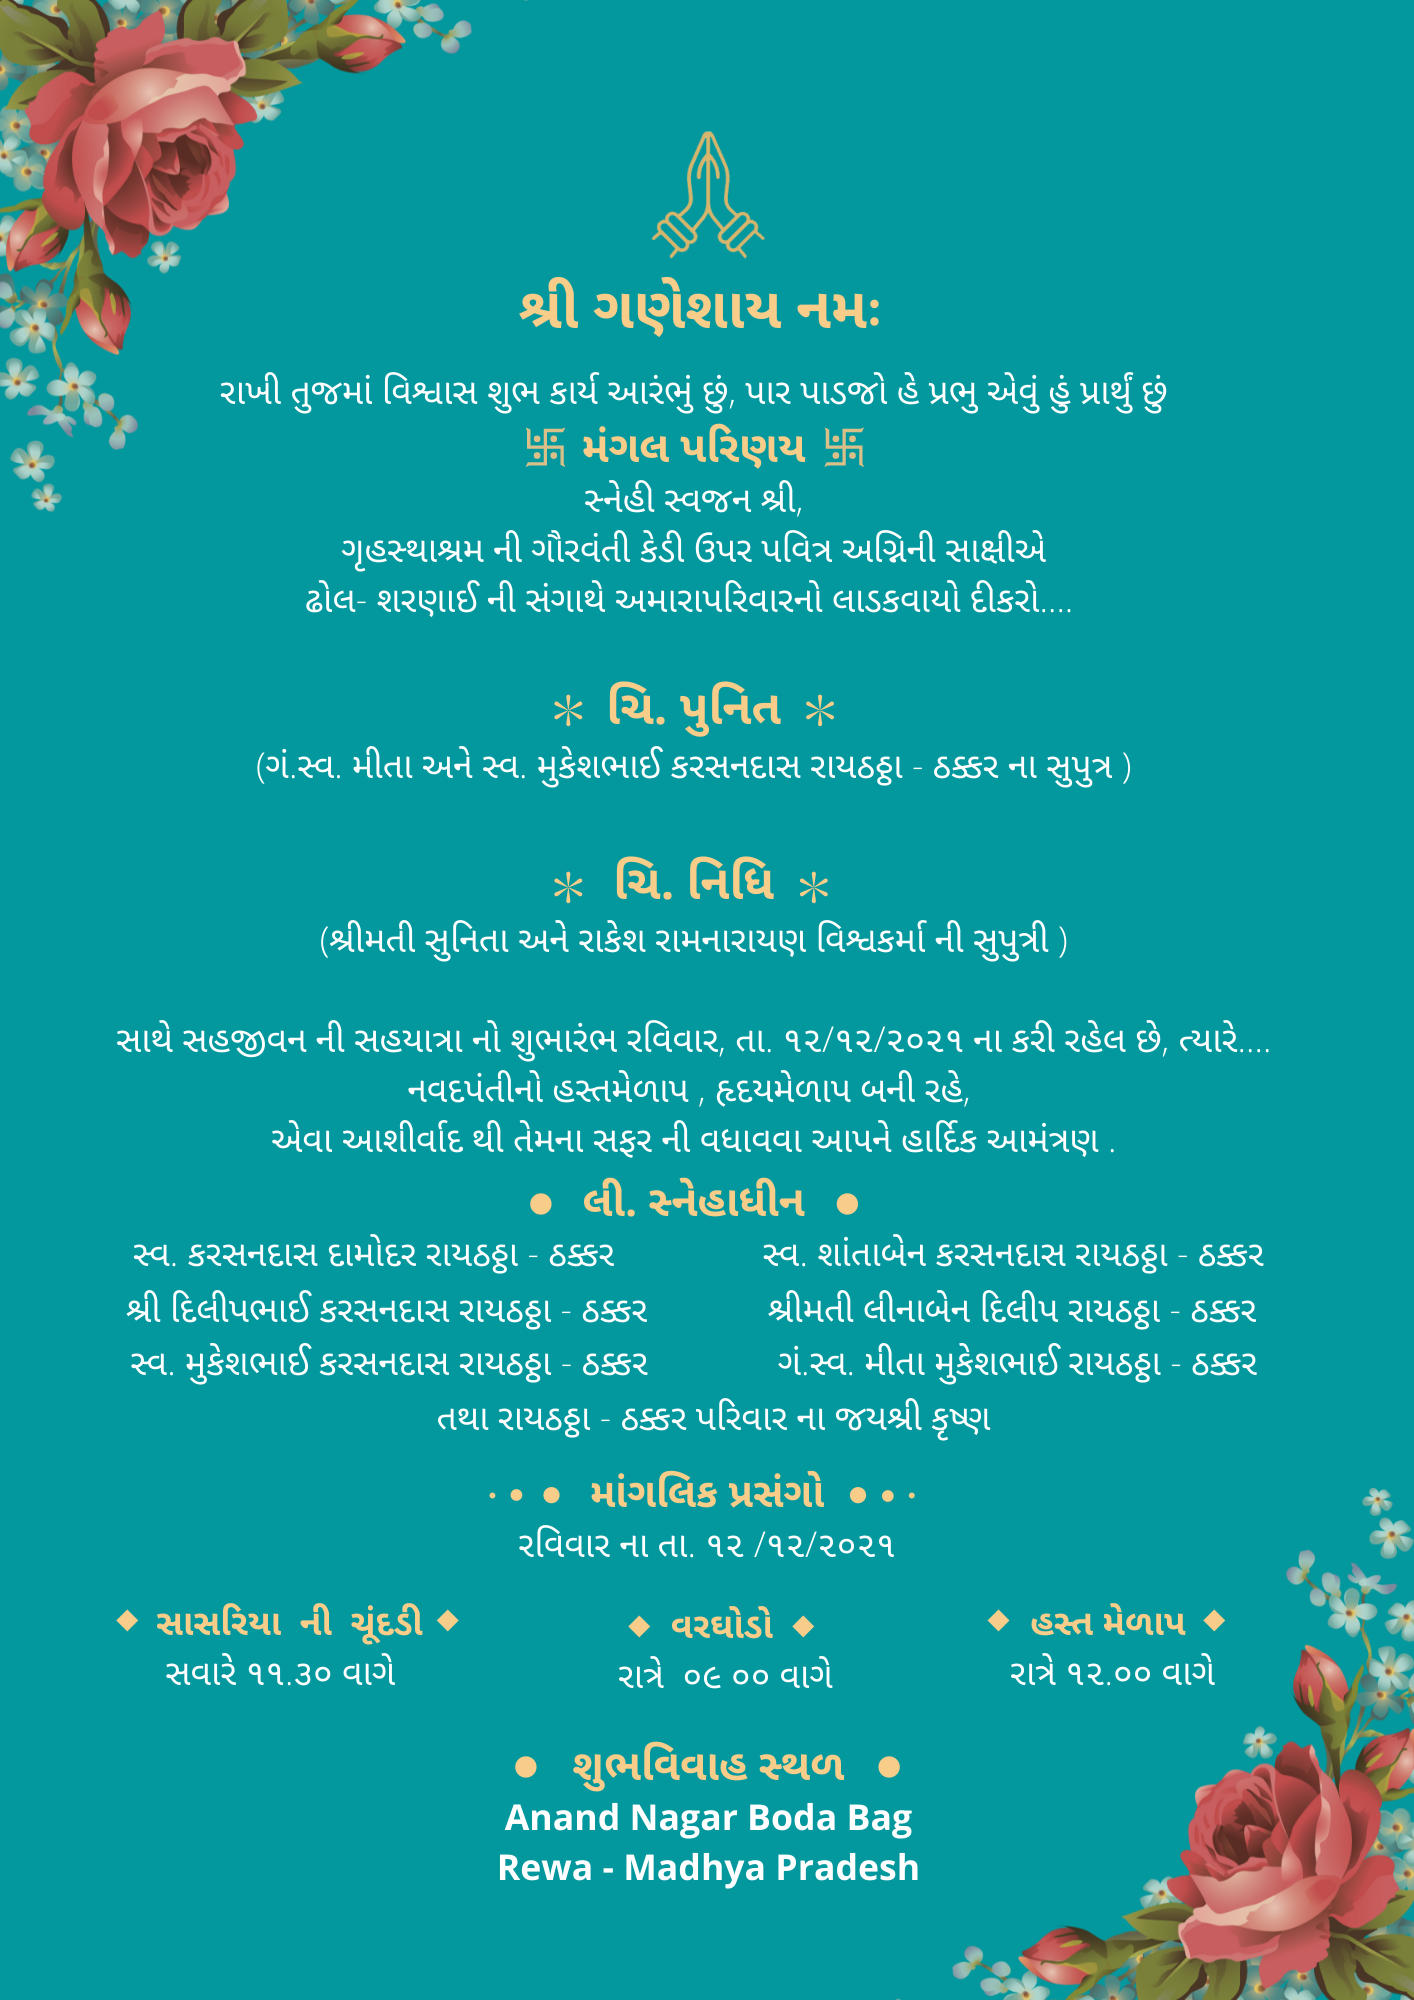 શ્રી ગણેશાય નમઃ
રાખી તુજમાં વિશ્વાસ શુભ કાર્ય આરંભું છું, પાર પાડજો હે પ્રભુ એવું હું પ્રાર્થું છું
卐 મંગલ પરિણય 卐
સ્નેહી સ્વજન શ્રી,
ગૃહસ્થાશ્રમ ની ગૌરવંતી કેડી ઉપર પવિત્ર અગ્નિની સાક્ષીએ
ઢોલ- શરણાઈ ની સંગાથે અમારાપરિવારનો લાડકવાયો દીકરો....
ચિ. પુનિત
(ગં.સ્વ. મીતા અને સ્વ. મુકેશભાઈ કરસનદાસ રાયઠઠ્ઠા - ઠક્કર ના સુપુત્ર )
ચિ. નિધિ
(શ્રીમતી સુનિતા અને રાકેશ રામનારાયણ વિશ્વકર્મા ની સુપુત્રી )
સાથે સહજીવન ની સહયાત્રા નો શુભારંભ રવિવાર, તા. ૧૨/૧૨/૨૦૨૧ ના કરી રહેલ છે, ત્યારે....
નવદપંતીનો હસ્તમેળાપ , હૃદયમેળાપ બની રહે,
એવા આશીર્વાદ થી તેમના સફર ની વધાવવા આપને હાર્દિક આમંત્રણ .
● લી. સ્નેહાધીન ●
સ્વ. કરસનદાસ દામોદર રાયઠઠ્ઠા - ઠક્કર
સ્વ. શાંતાબેન કરસનદાસ રાયઠઠ્ઠા - ઠક્કર
શ્રી દિલીપભાઈ કરસનદાસ રાયઠઠ્ઠા - ઠક્કર
શ્રીમતી લીનાબેન દિલીપ રાયઠઠ્ઠા - ઠક્કર
સ્વ. મુકેશભાઈ કરસનદાસ રાયઠઠ્ઠા - ઠક્કર
ગં.સ્વ. મીતા મુકેશભાઈ રાયઠઠ્ઠા - ઠક્કર
તથા રાયઠઠ્ઠા - ઠક્કર પરિવાર ના જયશ્રી કૃષ્ણ
માંગલિક પ્રસંગો
રવિવાર ના તા. ૧૨ /૧૨/૨૦૨૧
◆ સાસરિયા ની ચૂંદડી ◆
સવારે ૧૧.૩૦ વાગે
◆ વરઘોડો ◆
રાત્રે ૦૯ ૦૦ વાગે
◆ હસ્ત મેળાપ ◆
રાત્રે ૧૨.૦૦ વાગે
● શુભવિવાહ સ્થળ ●
Anand Nagar Boda Bag
Rewa - Madhya Pradesh